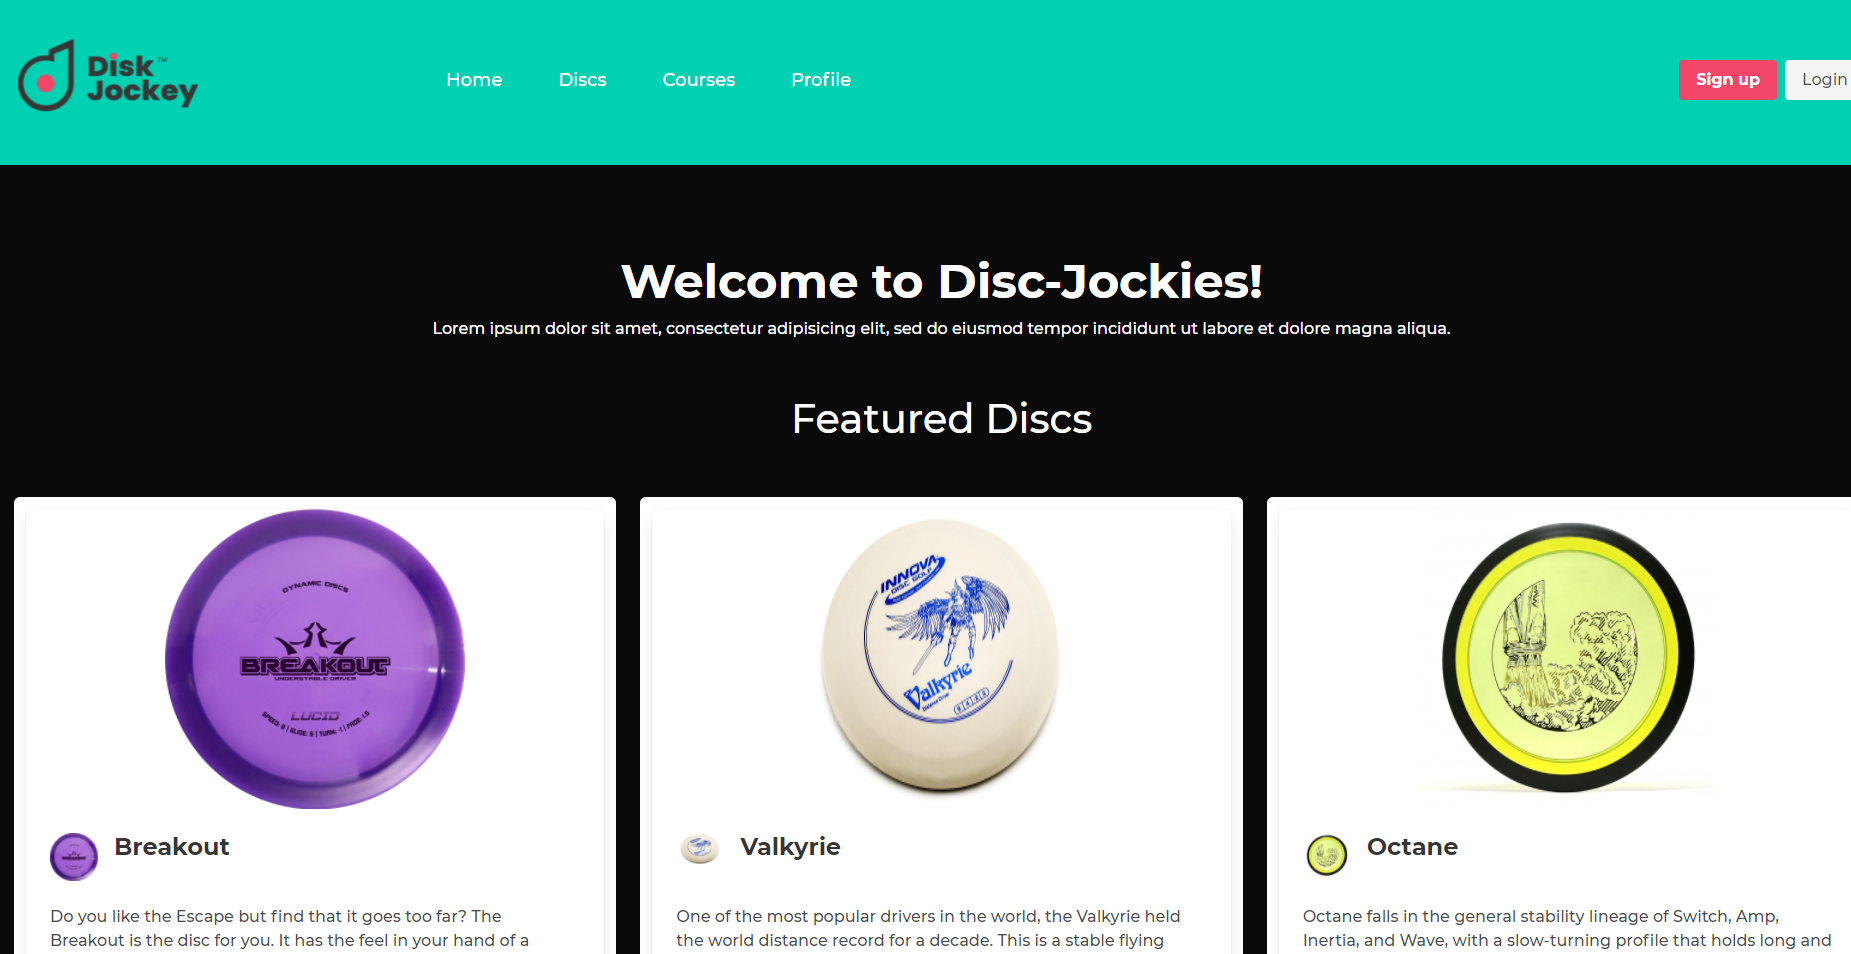 Disk™
Jockey
Home
Discs
Courses
Profile
Sign up
Login
Welcome to Disc-Jockies!
Lorem ipsum dolor sit amet, consectetur adipisicing elit, sed do eiusmod tempor incididunt ut labore et dolore magna aliqua.
Featured Discs
DYNAMIC DISCS
BREAKOUT
UNDERSTABLE DRIVER
LUCID
SPEED: 8 | GLIDE: 5 | TURN: -1 | FADE: 1.5
INNOVA
DISC GOLF
Valkyrie
Distance Driver
Breakout
Valkyrie
Octane
Do you like the Escape but find that it goes too far? The
Breakout is the disc for you. It has the feel in your hand of a
One of the most popular drivers in the world, the Valkyrie held
the world distance record for a decade. This is a stable flying
Octane falls in the general stability lineage of Switch, Amp,
Inertia, and Wave, with a slow-turning profile that holds long and